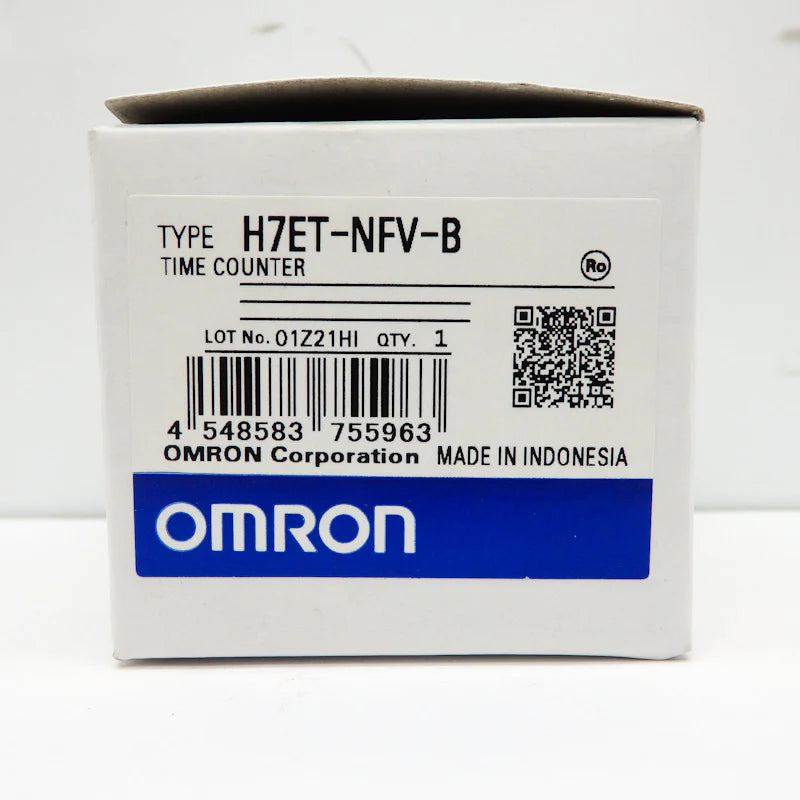 TYPE H7ET-NFV-B
TIME COUNTER
Ro
LOT No. 01Z21HI QTY. 1
4 548583 755963
OMRON Corporation MADE IN INDONESIA
OMRON